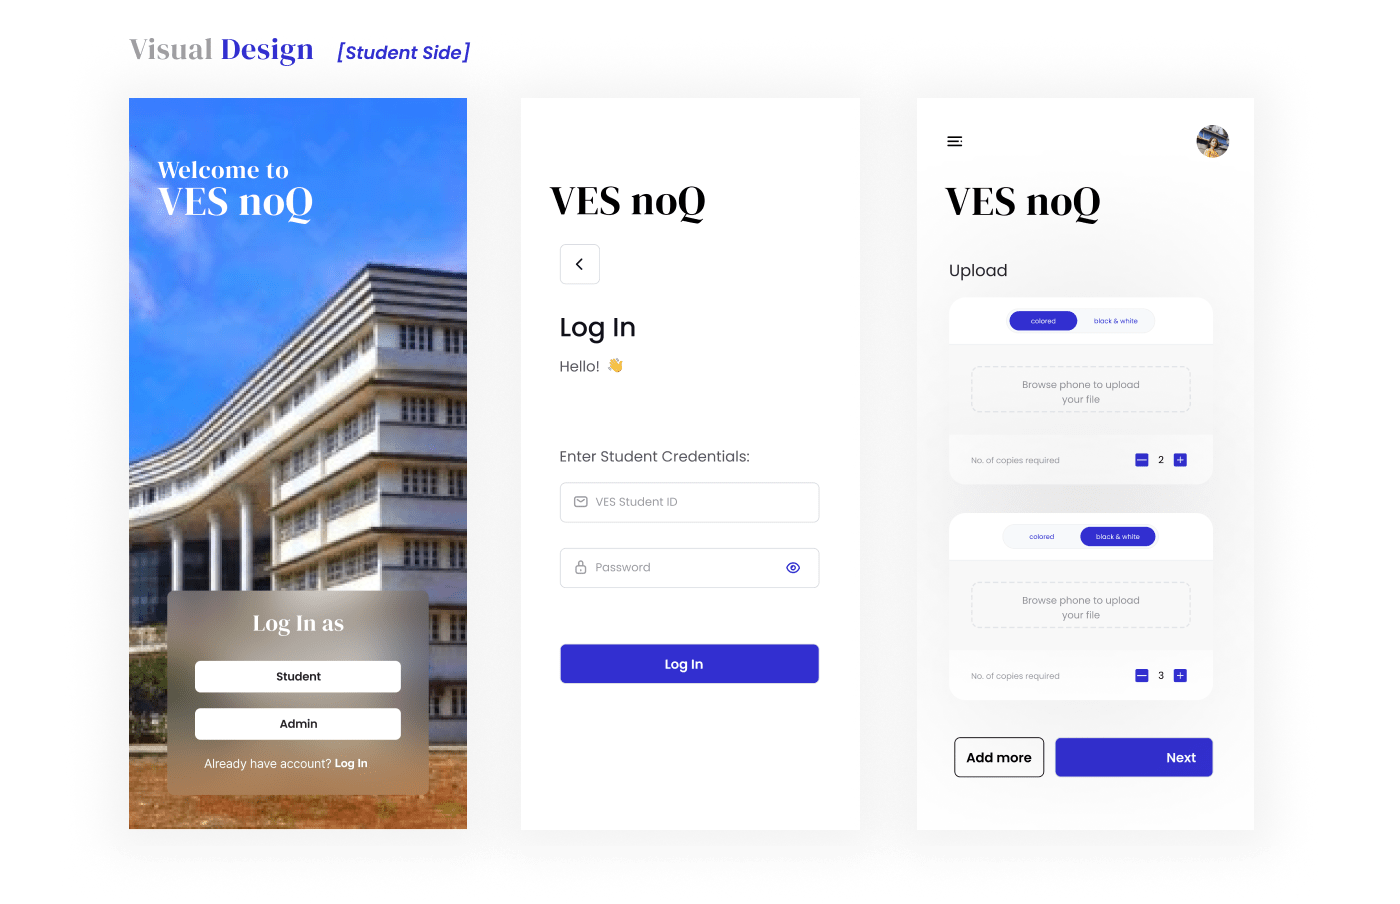 Visual Design [Student Side]
Welcome to
VES noQ
Log In as
Student
Admin
Already have account? Log In
VES noQ
Log In
Hello! 👋
Enter Student Credentials:
VES Student ID
Password
Log In
VES noQ
Upload
colored black & white
Browse phone to upload
your file
No. of copies required 2
colored black & white
Browse phone to upload
your file
No. of copies required 3
Add more Next